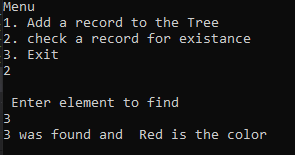 Menu
1. Add a record to the Tree
2. check a record for existance
3. Exit
2
Enter element to find
3
3 was found and  Red is the color